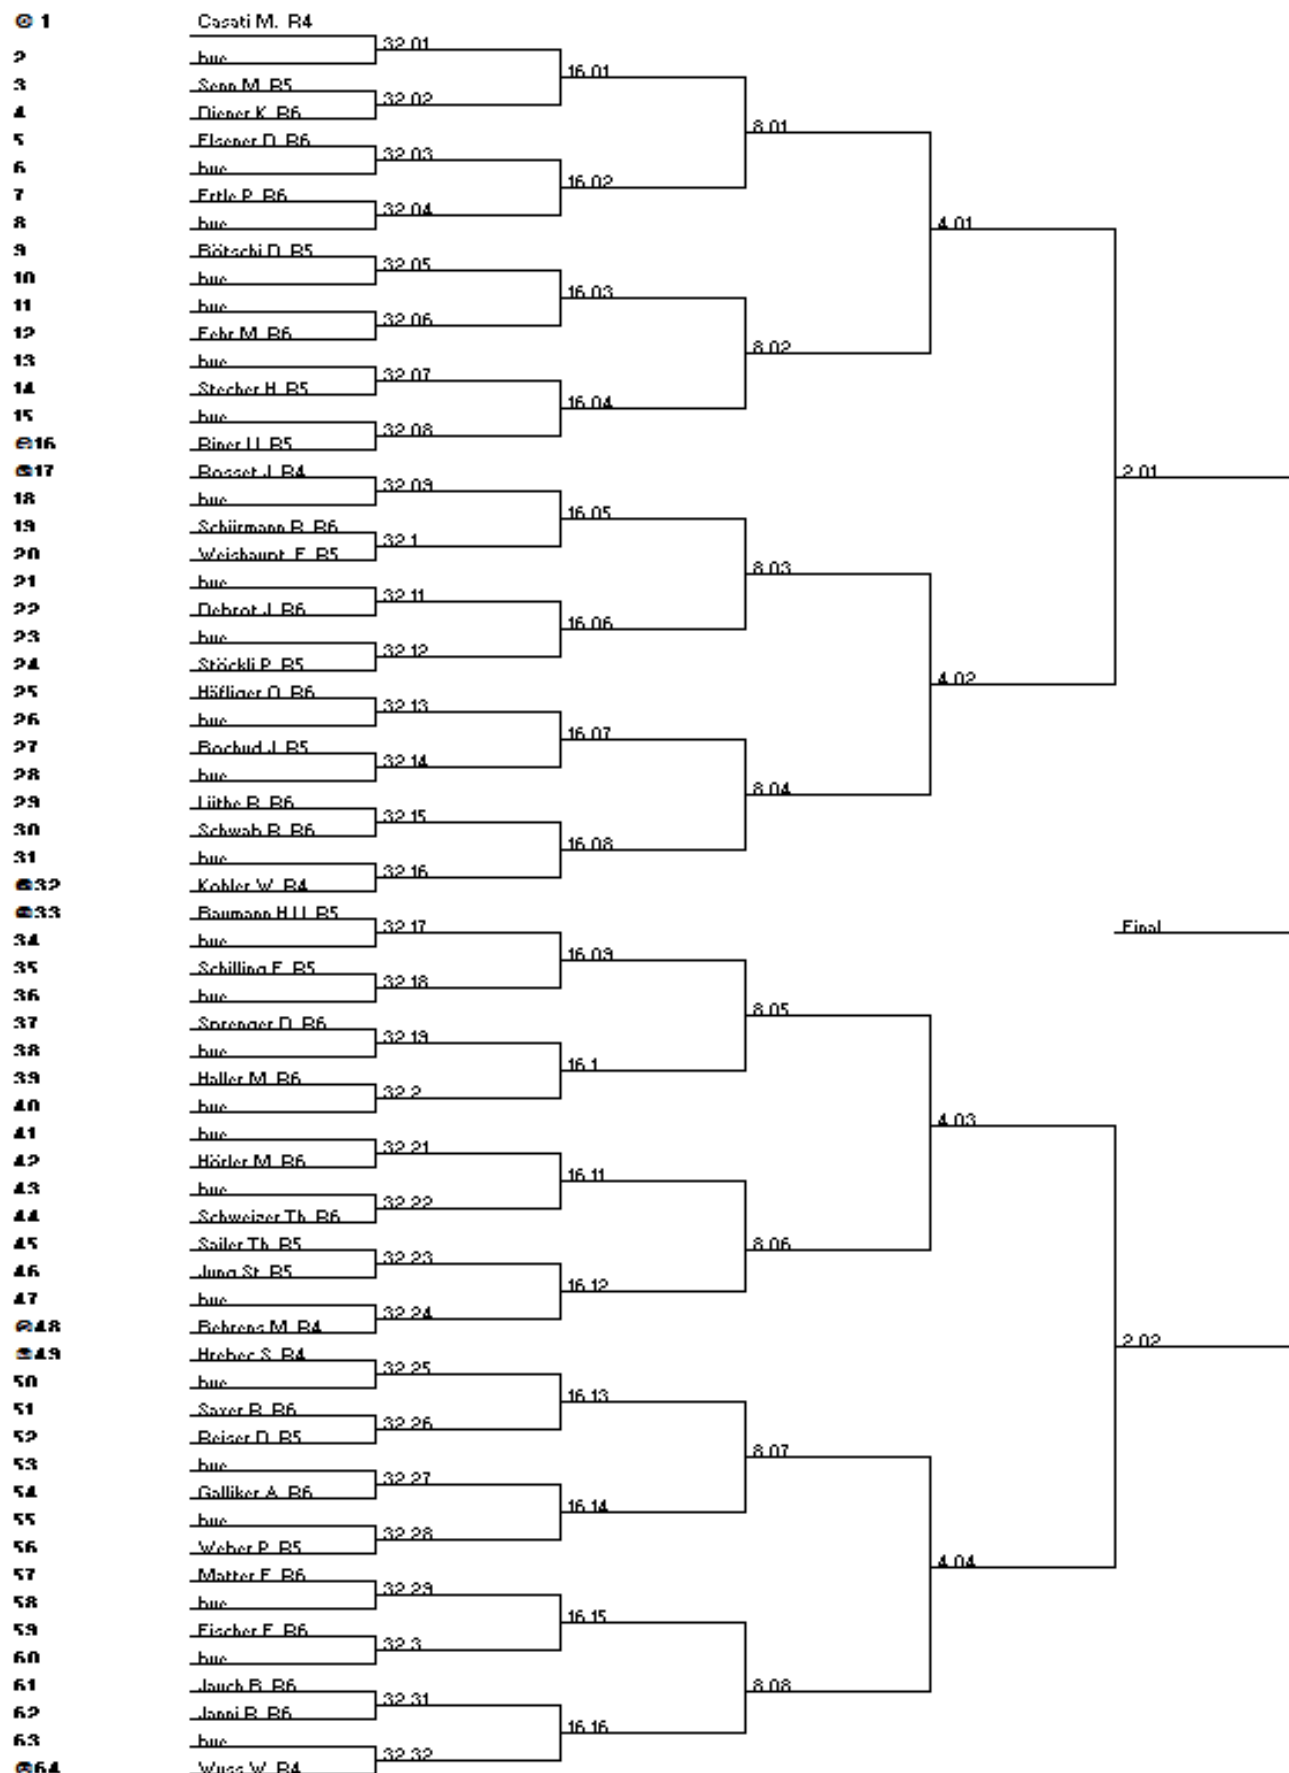 1 Casati M. R4
32.01
2 bye
16.01
3 Senn M. R5
32.02
4 Diener K. R6
8.01
5 Elsener D. R6
32.03
6 bye
16.02
7 Ertle P. R6
32.04
8 bye
4.01
9 Bötschi D. R5
32.05
10 bye
16.03
11 bye
32.06
12 Fehr M. R6
8.02
13 bye
32.07
14 Stecher H. R5
16.04
15 bye
32.08
16 Biner U. R5
17 Rosset J. R4
2.01
32.09
18 bye
16.05
19 Schürmann R. R6
32.1
20 Weishaupt E. R5
8.03
21 bye
32.11
22 Debrot J. R6
16.06
23 bye
32.12
24 Stöckli P. R5
4.02
25 Häfliger O. R6
32.13
26 bye
16.07
27 Bochud J. R5
32.14
28 bye
8.04
29 Lüthe R. R6
32.15
30 Schwab R. R6
16.08
31 bye
32.16
32 Kohler W. R4
33 Baumann H.U. R5
Final
32.17
34 bye
16.09
35 Schilling E. R5
32.18
36 bye
8.05
37 Sprenger D. R6
32.19
38 bye
16.1
39 Haller M. R6
32.2
40 bye
4.03
41 bye
32.21
42 Hörler M. R6
16.11
43 bye
32.22
44 Schweizer Th. R6
8.06
45 Sailer Th. R5
32.23
46 Jung St. R5
16.12
47 bye
32.24
48 Behrens M. R4
2.02
49 Hrebec S. R4
32.25
50 bye
16.13
51 Saxer R. R6
32.26
52 Beiser D. R5
8.07
53 bye
32.27
54 Galliker A. R6
16.14
55 bye
32.28
56 Weber P. R5
4.04
57 Matter F. R6
32.29
58 bye
16.15
59 Fischer F. R6
32.3
60 bye
8.08
61 Jauch B. R6
32.31
62 Janni R. R6
16.16
63 bye
32.32
64 Wyss W. R4